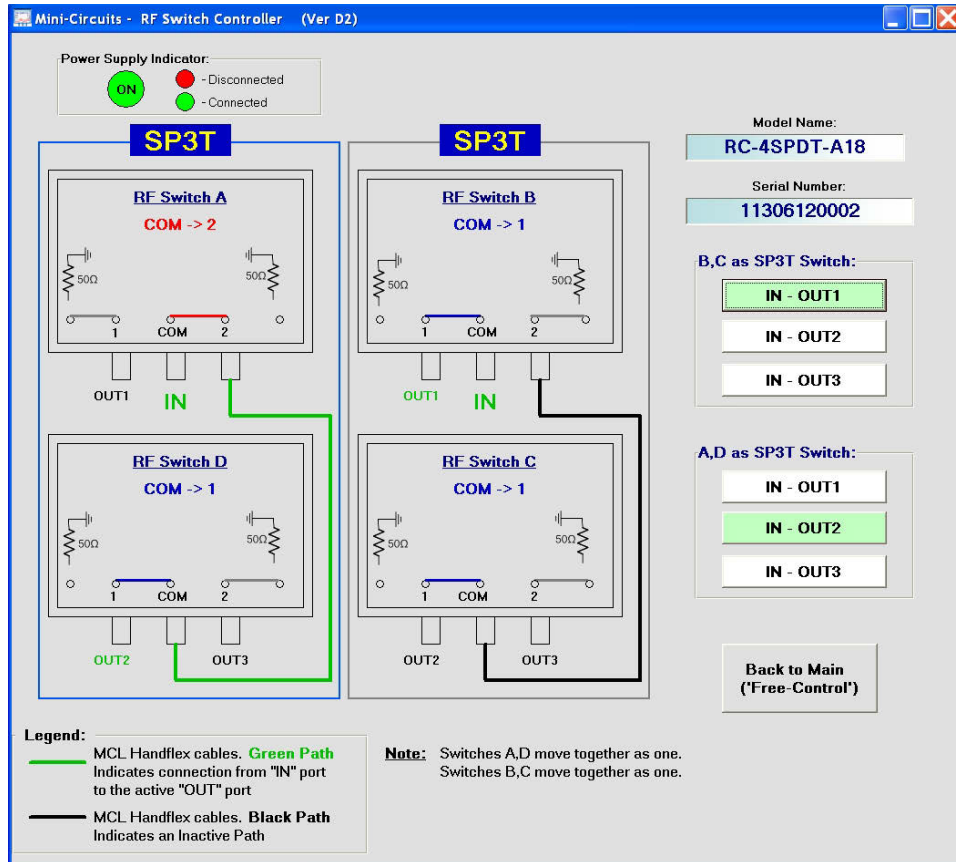 Mini-Circuits - RF Switch Controller (Ver D2)
Power Supply Indicator:
ON
- Disconnected
- Connected
SP3T
RF Switch A
COM -> 2
50Ω
50Ω
1 COM 2
OUT1
IN
RF Switch D
COM -> 1
50Ω
50Ω
1 COM 2
OUT2
OUT3
SP3T
RF Switch B
COM -> 1
50Ω
50Ω
1 COM 2
OUT1
IN
RF Switch C
COM -> 1
50Ω
50Ω
1 COM 2
OUT2
OUT3
Model Name:
RC-4SPDT-A18
Serial Number:
11306120002
B,C as SP3T Switch:
IN - OUT1
IN - OUT2
IN - OUT3
A,D as SP3T Switch:
IN - OUT1
IN - OUT2
IN - OUT3
Back to Main
('Free-Control')
Legend:
MCL Handflex cables. Green Path
Indicates connection from "IN" port
to the active "OUT" port
MCL Handflex cables. Black Path
Indicates an Inactive Path
Note: Switches A,D move together as one.
Switches B,C move together as one.